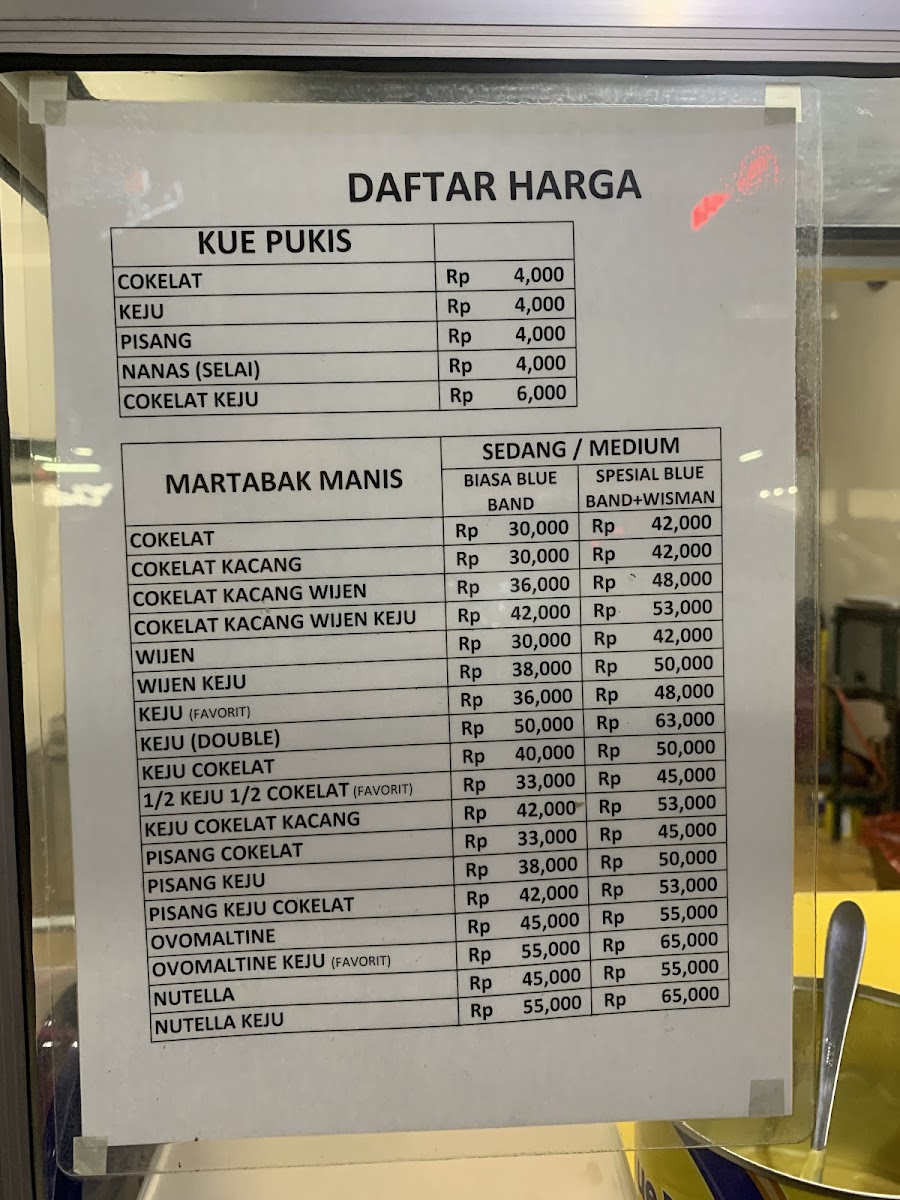 DAFTAR HARGA
KUE PUKIS
COKELAT Rp 4,000
KEJU Rp 4,000
PISANG Rp 4,000
NANAS (SELAI) Rp 4,000
COKELAT KEJU Rp 6,000
MARTABAK MANIS
SEDANG / MEDIUM
BIASA BLUE BAND
SPESIAL BLUE BAND+WISMAN
COKELAT Rp 30,000 Rp 42,000
COKELAT KACANG Rp 30,000 Rp 42,000
COKELAT KACANG WIJEN Rp 36,000 Rp 48,000
COKELAT KACANG WIJEN KEJU Rp 42,000 Rp 53,000
WIJEN Rp 30,000 Rp 42,000
WIJEN KEJU Rp 38,000 Rp 50,000
KEJU (FAVORIT) Rp 36,000 Rp 48,000
KEJU (DOUBLE) Rp 50,000 Rp 63,000
KEJU COKELAT Rp 40,000 Rp 50,000
1/2 KEJU 1/2 COKELAT (FAVORIT) Rp 33,000 Rp 45,000
KEJU COKELAT KACANG Rp 42,000 Rp 53,000
PISANG COKELAT Rp 33,000 Rp 45,000
PISANG KEJU Rp 38,000 Rp 50,000
PISANG KEJU COKELAT Rp 42,000 Rp 53,000
OVOMALTINE Rp 45,000 Rp 55,000
OVOMALTINE KEJU (FAVORIT) Rp 55,000 Rp 65,000
NUTELLA Rp 45,000 Rp 55,000
NUTELLA KEJU Rp 55,000 Rp 65,000